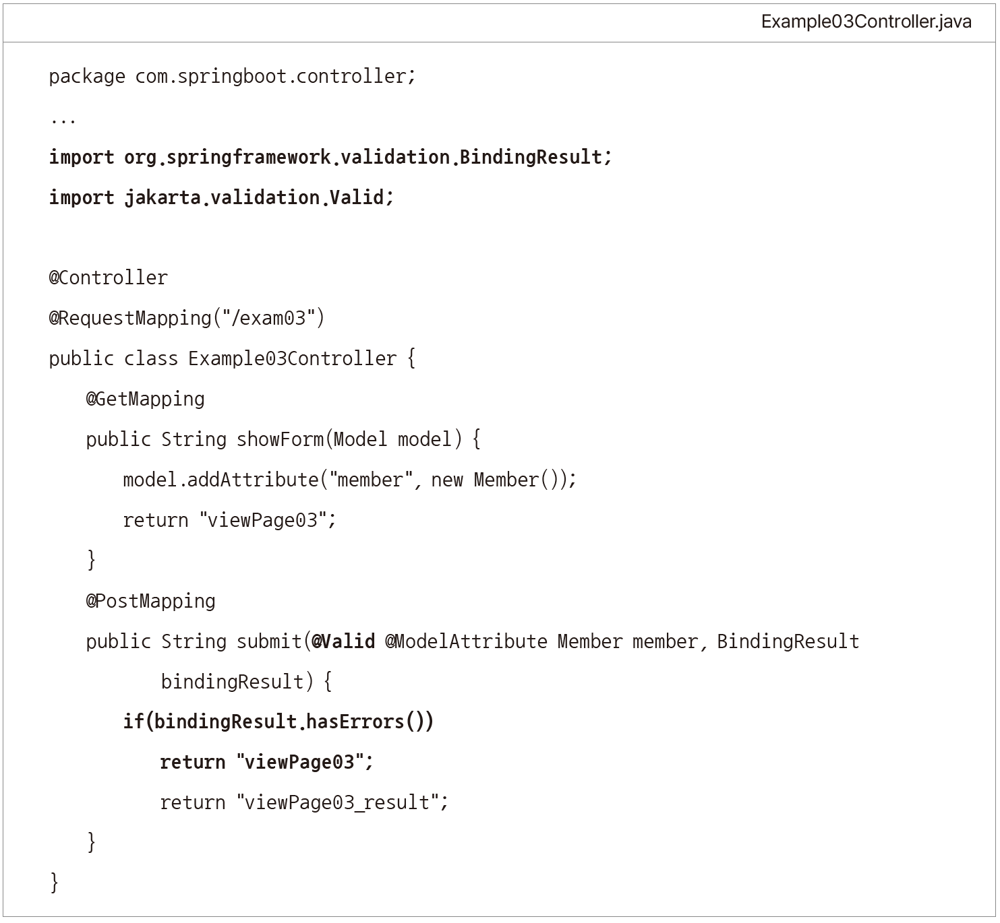 Example03Controller.java
package com.springboot.controller;
...
import org.springframework.validation.BindingResult;
import jakarta.validation.Valid;
@Controller
@RequestMapping("/exam03")
public class Example03Controller {
@GetMapping
public String showForm(Model model) {
model.addAttribute("member", new Member());
return "viewPage03";
}
@PostMapping
public String submit(@Valid @ModelAttribute Member member, BindingResult
bindingResult) {
if(bindingResult.hasErrors())
return "viewPage03";
return "viewPage03_result";
}
}